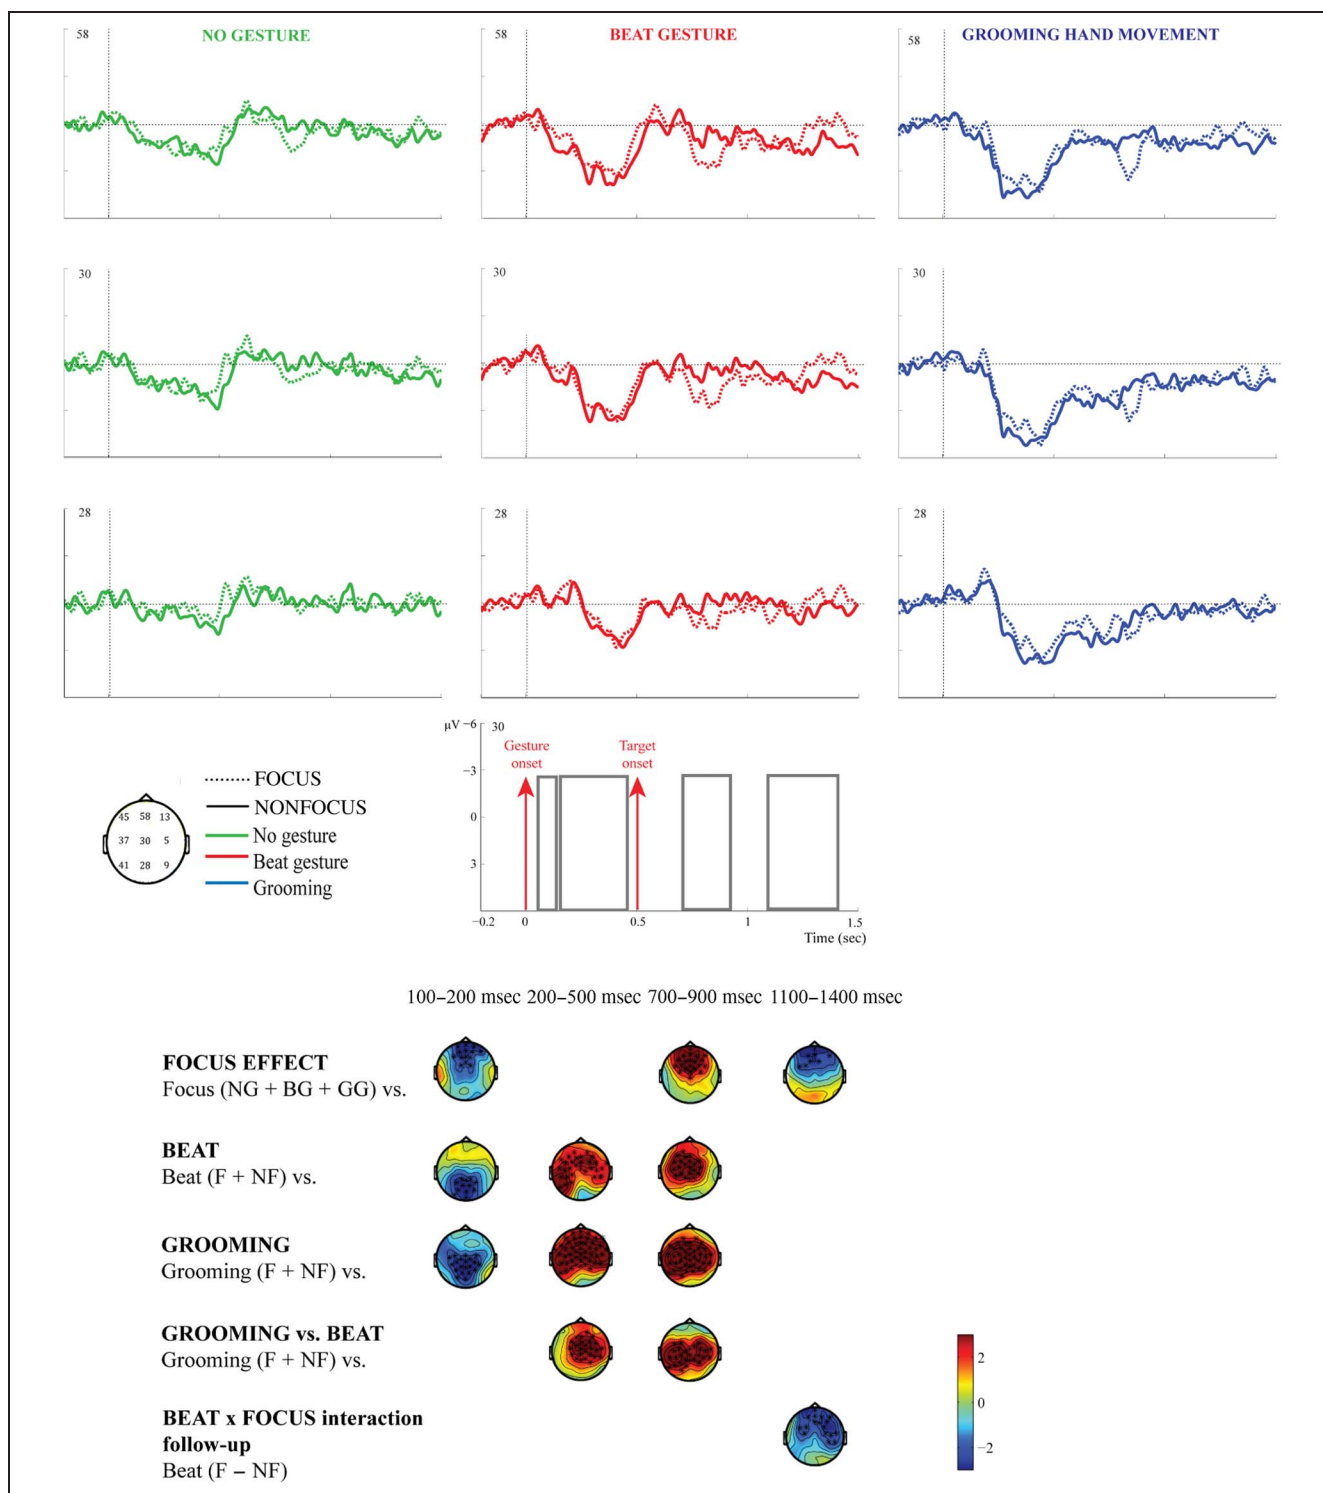 58
NO GESTURE
BEAT GESTURE
58
GROOMING HAND MOVEMENT
58
30
30
30
28
28
28
FOCUS
NONFOCUS
No gesture
Beat gesture
Grooming
45 58 13
37 30 5
41 28 9
µV −6
30
Gesture
onset
Target
onset
−3
0
3
−0.2
0
0.5
1
1.5
Time (sec)
100–200 msec 200–500 msec 700–900 msec 1100–1400 msec
FOCUS EFFECT
Focus (NG + BG + GG) vs.
BEAT
Beat (F + NF) vs.
GROOMING
Grooming (F + NF) vs.
GROOMING vs. BEAT
Grooming (F + NF) vs.
BEAT x FOCUS interaction
follow-up
Beat (F − NF)
2
0
−2